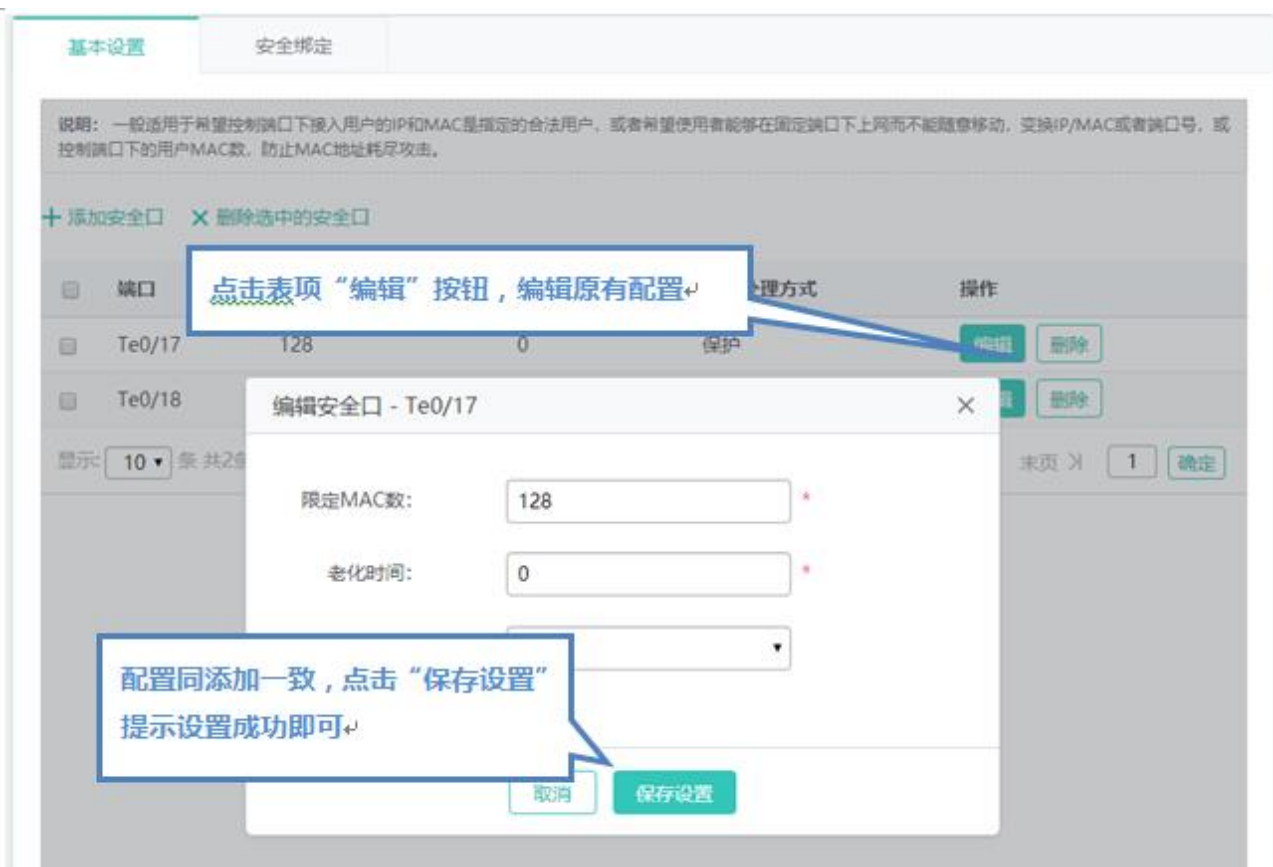 基本设置 安全绑定
说明： 一般适用于希望控制端口下接入用户的IP和MAC是指定的合法用户，或者希望使用者能够在固定端口下上网而不能随意移动，变换IP/MAC或者端口号，或
控制端口下的用户MAC数，防止MAC地址耗尽攻击。
添加安全口 删除选中的安全口
点击表项“编辑”按钮，编辑原有配置
端口 理方式 操作
Te0/17 128 0 保护 编辑 删除
Te0/18 删除
编辑安全口 - Te0/17
显示: 10 条 共2条 末页 1 确定
限定MAC数： 128 *
老化时间： 0 *
配置同添加一致，点击“保存设置”
提示设置成功即可
取消 保存设置